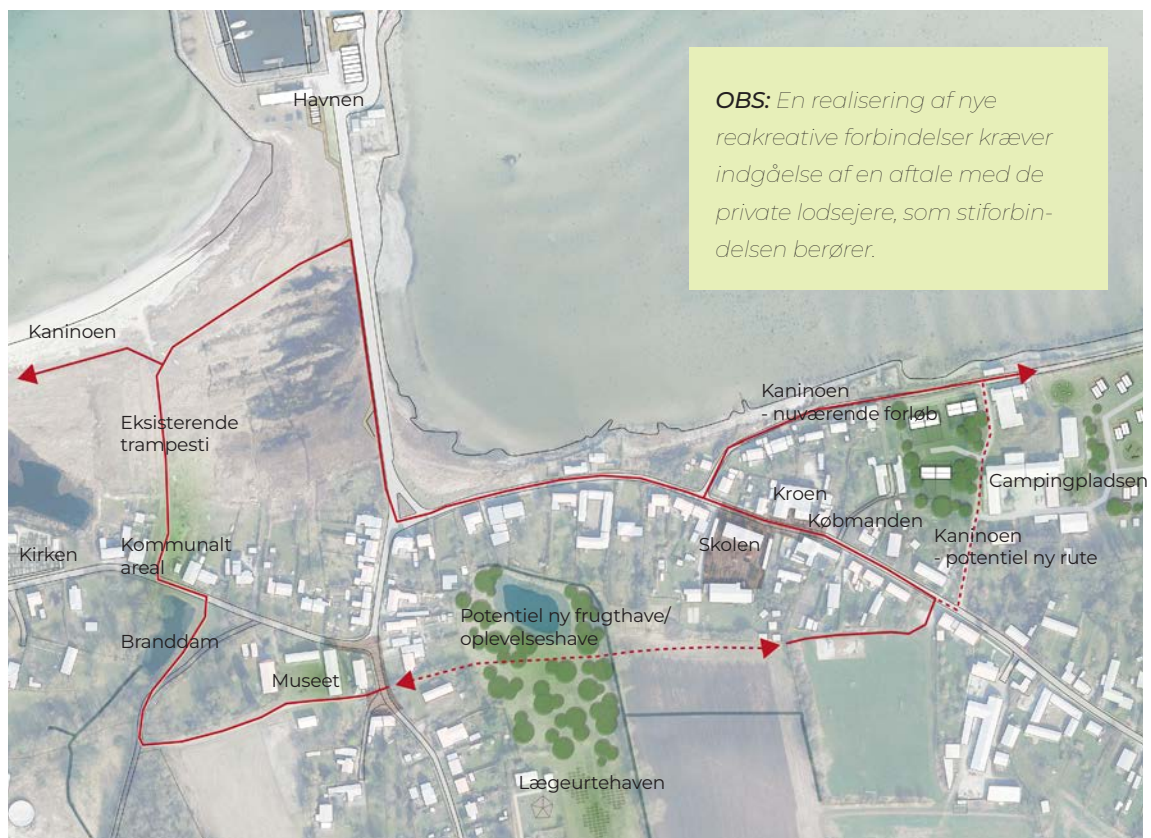 Havnen
OBS: En realisering af nye
reakreative forbindelser kræver
indgåelse af en aftale med de
private lodsejere, som stiforbin-
delsen berører.
Kaninoen
Eksisterende
trampesti
Kaninoen
- nuværende forløb
Campingpladsen
Kroen
Købmanden
Skolen
Kaninoen
- potentiel ny rute
Kirken
Kommunalt
areal
Potentiel ny frugthave/
oplevelseshave
Branddam
Museet
Lægeurtehaven